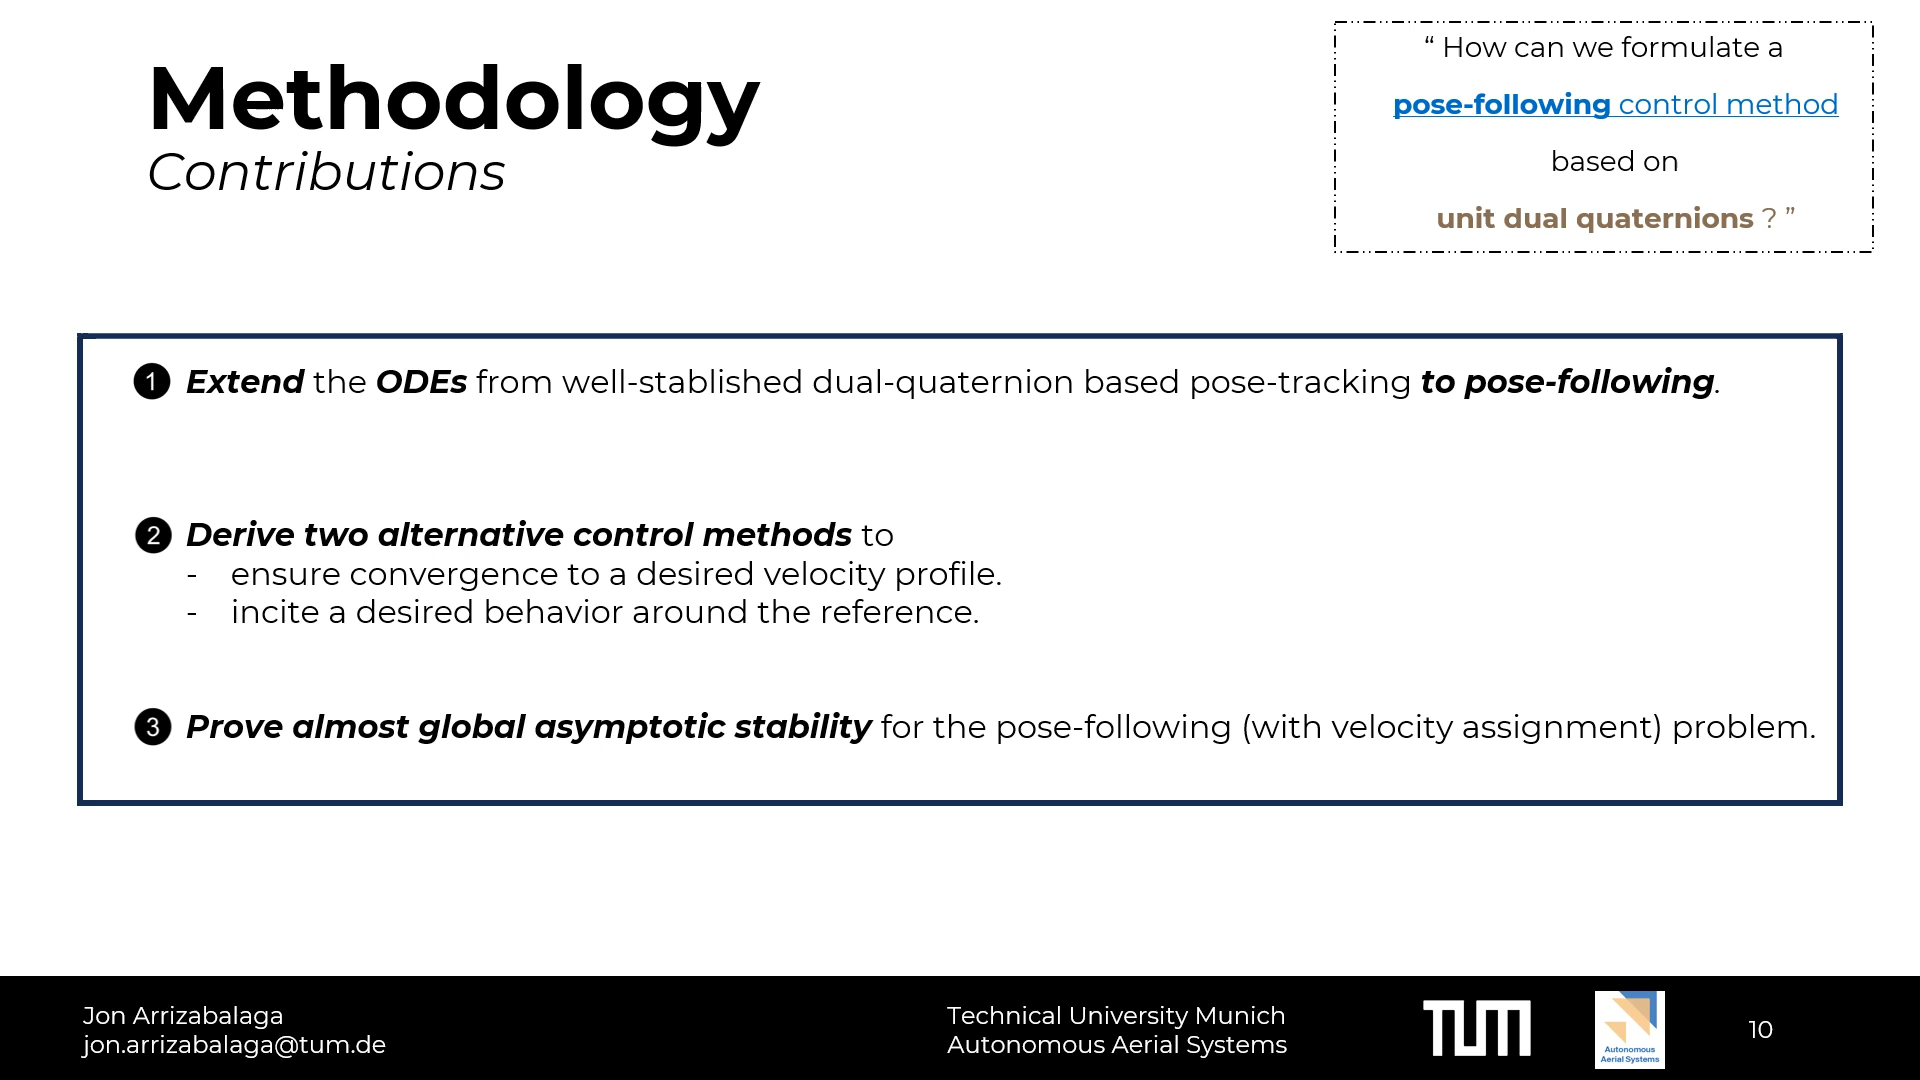 Methodology
Contributions
“ How can we formulate a
pose-following control method
based on
unit dual quaternions ? ”
1 Extend the ODEs from well-stablished dual-quaternion based pose-tracking to pose-following.
2 Derive two alternative control methods to
- ensure convergence to a desired velocity profile.
- incite a desired behavior around the reference.
3 Prove almost global asymptotic stability for the pose-following (with velocity assignment) problem.
Jon Arrizabalaga
jon.arrizabalaga@tum.de
Technical University Munich
Autonomous Aerial Systems
TUM
Autonomous
Aerial Systems
10